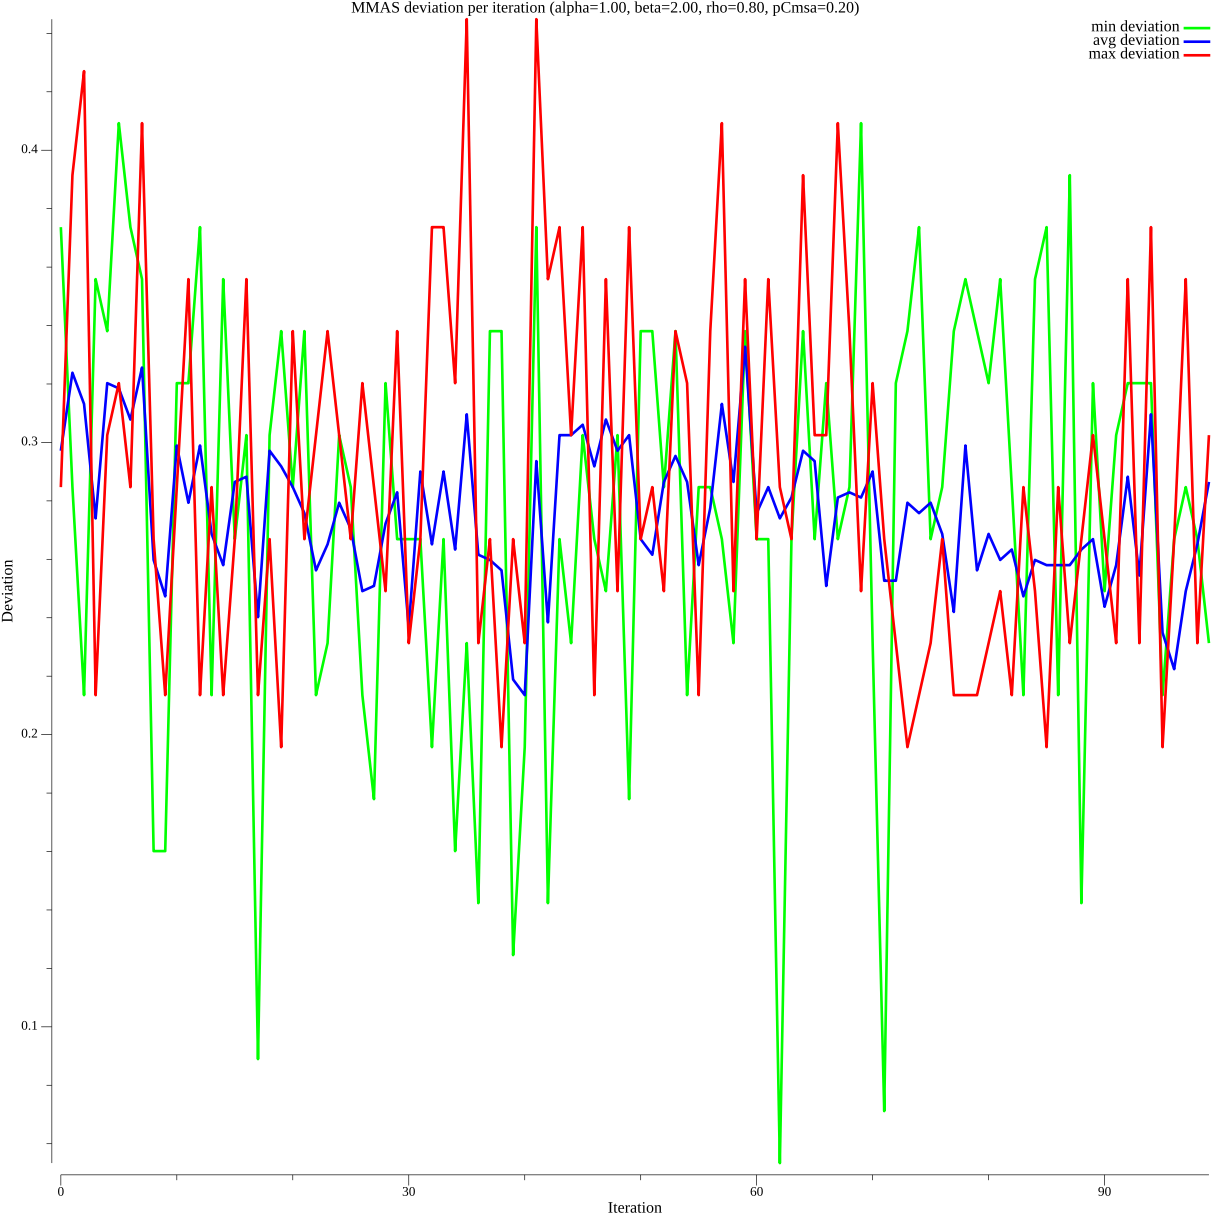 MMAS deviation per iteration (alpha=1.00, beta=2.00, rho=0.80, pCmsa=0.20)
min deviation
avg deviation
max deviation
0.4
0.3
0.2
0.1
Deviation
0
30
60
90
Iteration